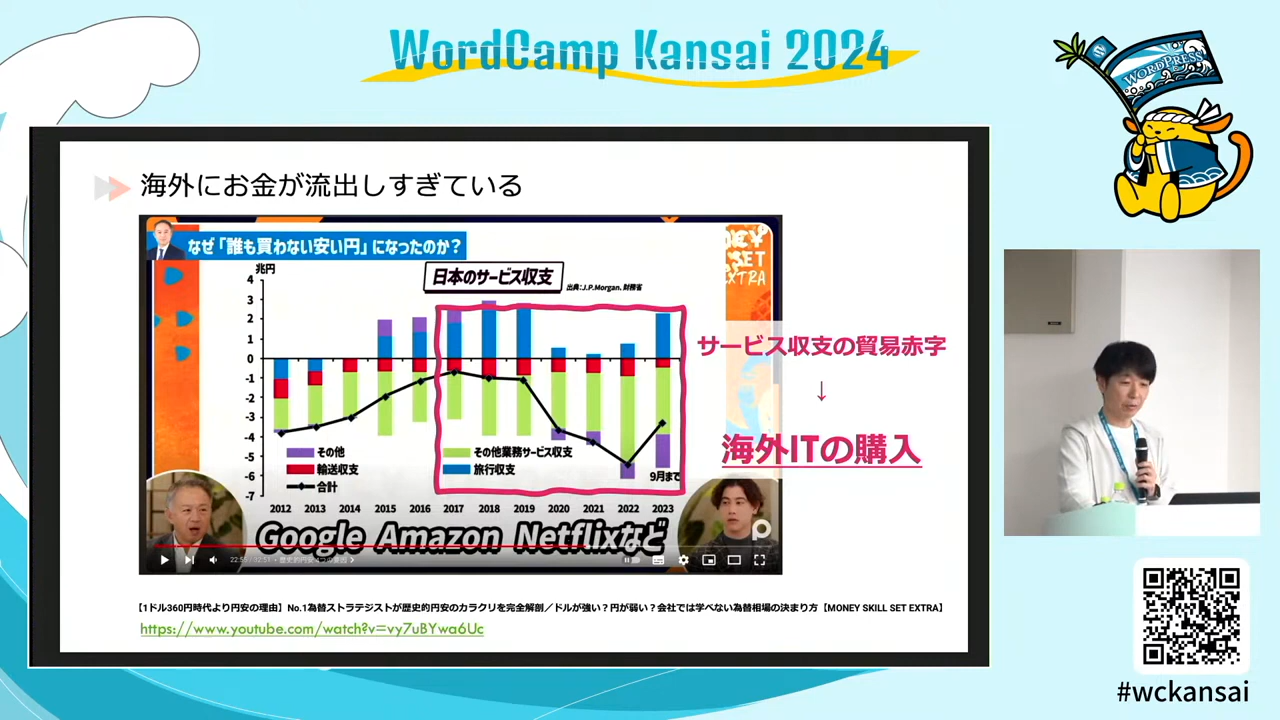 WordCamp Kansai 2024
WORDPRESS
海外にお金が流出しすぎている
なぜ「誰も買わない安い円」になったのか?
兆円
日本のサービス収支
出典:J.P.Morgan、財務省
4
3
2
1
0
-1
-2
-3
-4
-5
-6
-7
その他
輸送収支
合計
その他業務サービス収支
旅行収支
9月まで
2012 2013 2014 2015 2016 2017 2018 2019 2020 2021 2022 2023
SET
EXTRA
Google Amazon Netflixなど
サービス収支の貿易赤字
↓
海外ITの購入
【1ドル360円時代より円安の理由】No.1為替ストラテジストが歴史的円安のカラクリを完全解剖／ドルが強い？円が弱い？会社では学べない為替相場の決まり方【MONEY SKILL SET EXTRA】
https://www.youtube.com/watch?v=vy7uBYwa6Uc
#wckansai